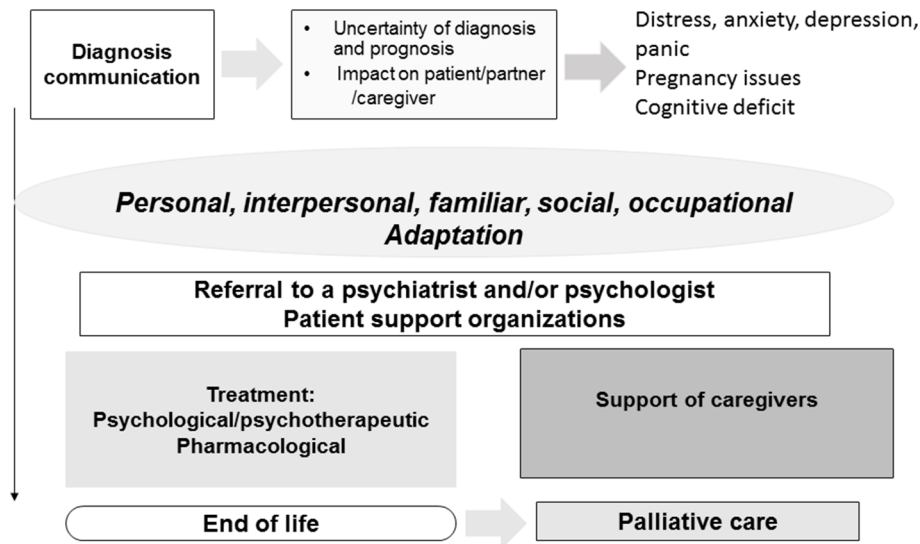 Diagnosis
communication
• Uncertainty of diagnosis
and prognosis
• Impact on patient/partner
/caregiver
Distress, anxiety, depression,
panic
Pregnancy issues
Cognitive deficit
Personal, interpersonal, familiar, social, occupational
Adaptation
Referral to a psychiatrist and/or psychologist
Patient support organizations
Treatment:
Psychological/psychotherapeutic
Pharmacological
Support of caregivers
End of life
Palliative care